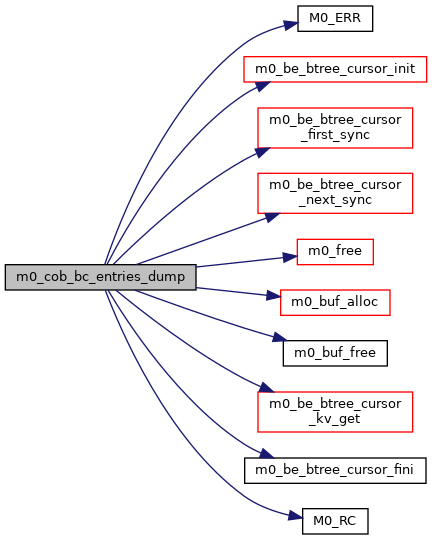 M0_ERR
m0_be_btree_cursor_init
m0_be_btree_cursor
_first_sync
m0_be_btree_cursor
_next_sync
m0_free
m0_cob_bc_entries_dump
m0_buf_alloc
m0_buf_free
m0_be_btree_cursor
_kv_get
m0_be_btree_cursor_fini
M0_RC